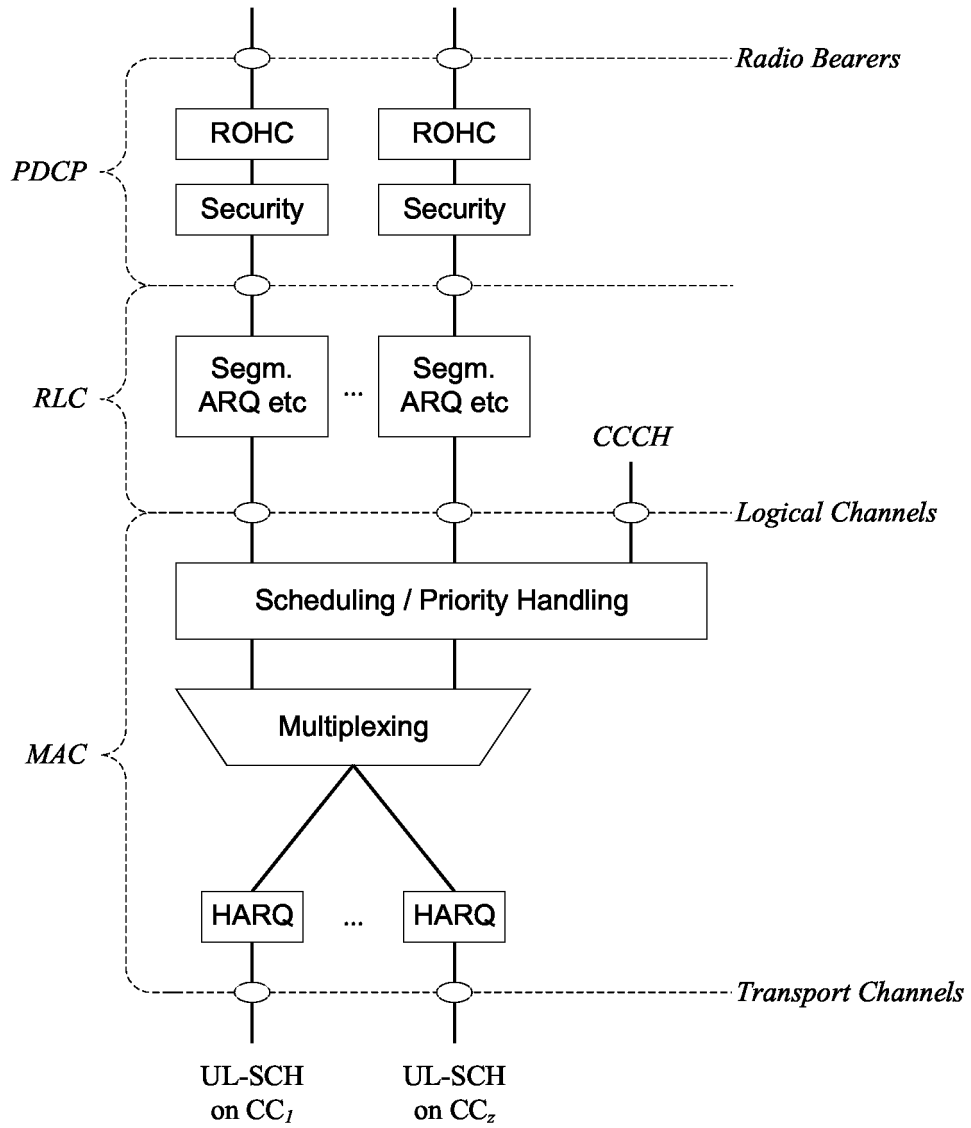 Radio Bearers
ROHC
ROHC
PDCP
Security
Security
Segm.
ARQ etc
...
Segm.
ARQ etc
RLC
CCCH
Logical Channels
Scheduling / Priority Handling
Multiplexing
MAC
HARQ
...
HARQ
Transport Channels
UL-SCH
on CC1
UL-SCH
on CCz